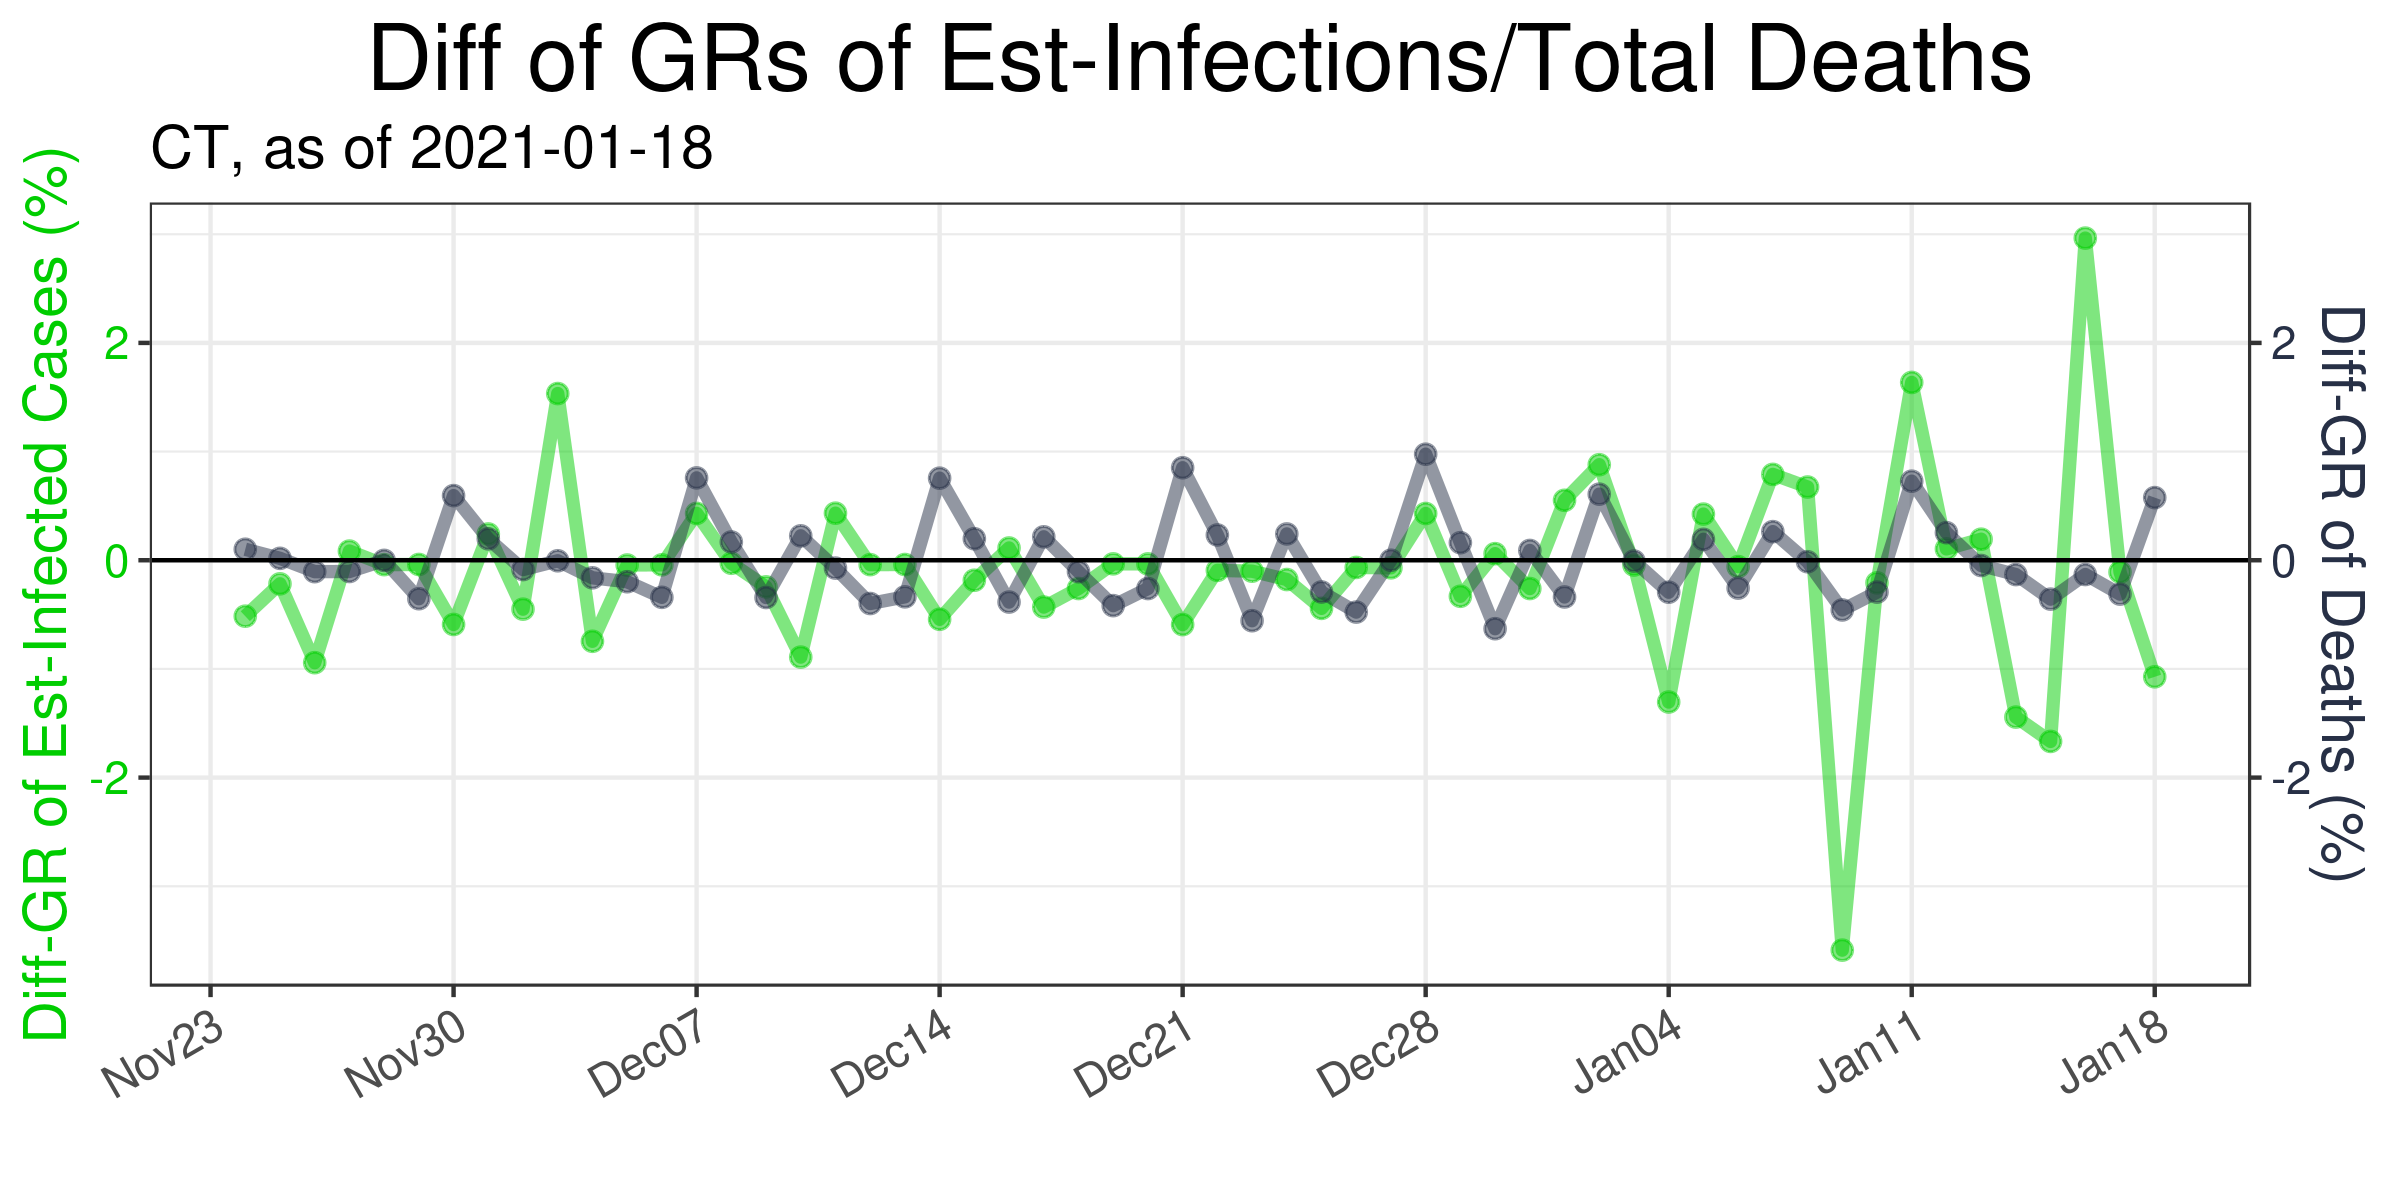 Diff of GRs of Est-Infections/Total Deaths
CT, as of 2021-01-18
Diff-GR of Est-Infected Cases (%)
2
0
-2
2
0
-2
Diff-GR of Deaths (%)
Nov23
Nov30
Dec07
Dec14
Dec21
Dec28
Jan04
Jan11
Jan18